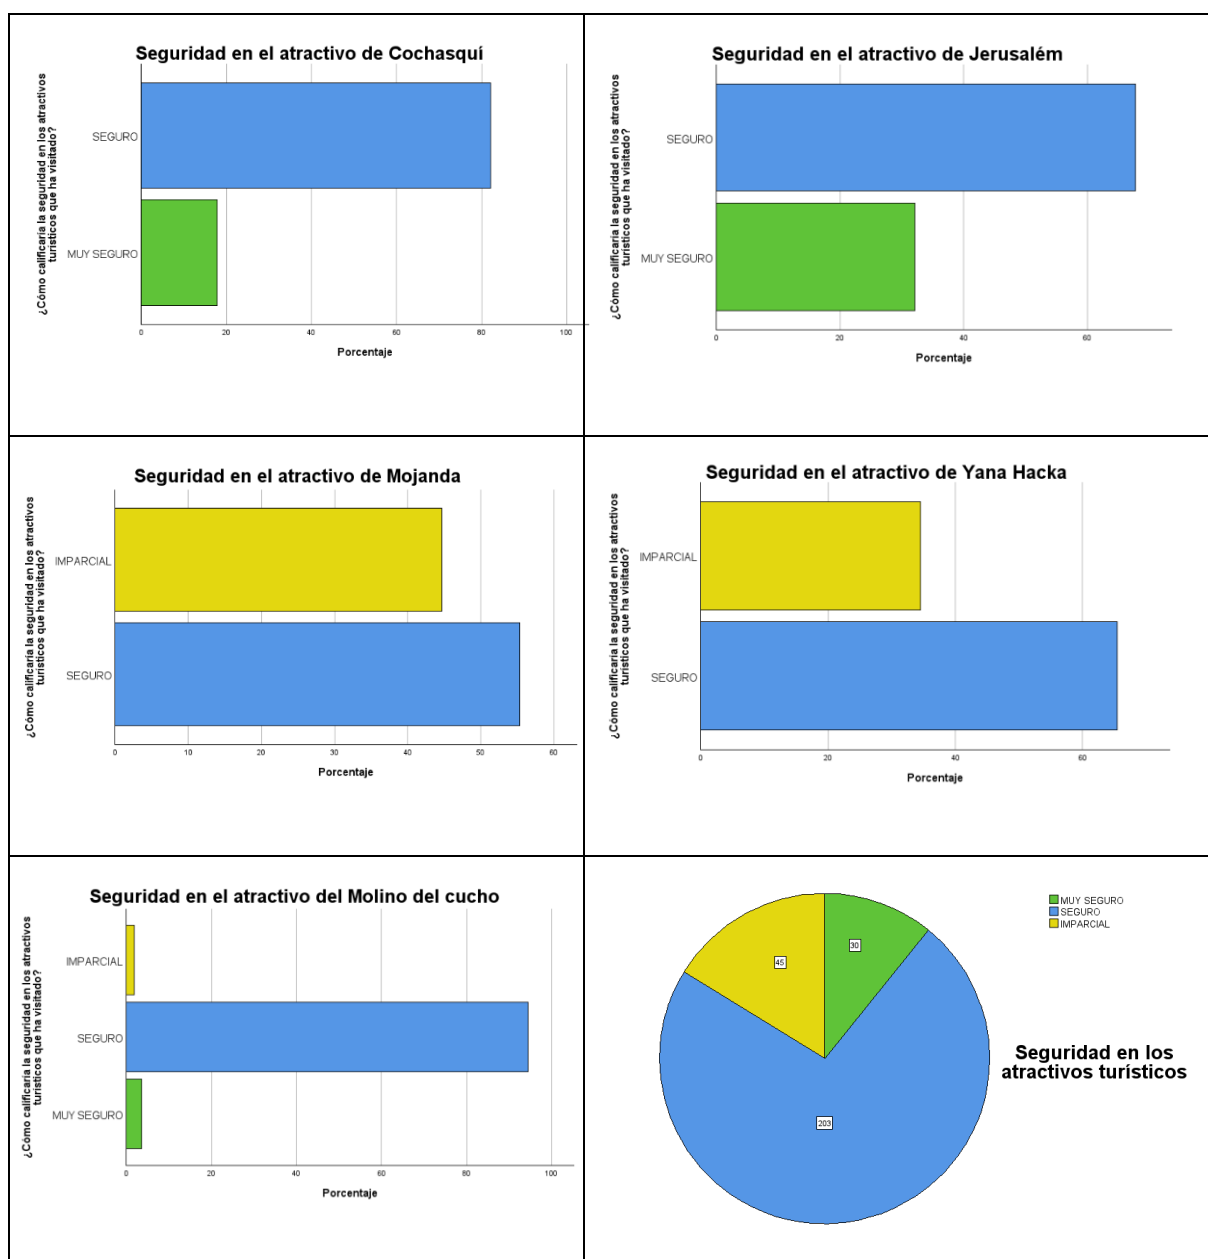 Seguridad en el atractivo de Cochasquí
¿Cómo calificaría la seguridad en los atractivos
turísticos que ha visitado?
SEGURO
MUY SEGURO
0 20 40 60 80 100
Porcentaje
Seguridad en el atractivo de Jerusalém
¿Cómo calificaría la seguridad en los atractivos
turísticos que ha visitado?
SEGURO
MUY SEGURO
0 20 40 60
Porcentaje
Seguridad en el atractivo de Mojanda
¿Cómo calificaría la seguridad en los atractivos
turísticos que ha visitado?
IMPARCIAL
SEGURO
0 10 20 30 40 50 60
Porcentaje
Seguridad en el atractivo de Yana Hacka
¿Cómo calificaría la seguridad en los atractivos
turísticos que ha visitado?
IMPARCIAL
SEGURO
0 20 40 60
Porcentaje
Seguridad en el atractivo del Molino del cucho
¿Cómo calificaría la seguridad en los atractivos
turísticos que ha visitado?
IMPARCIAL
SEGURO
MUY SEGURO
0 20 40 60 80 100
Porcentaje
MUY SEGURO
SEGURO
IMPARCIAL
30
45
203
Seguridad en los
atractivos turísticos